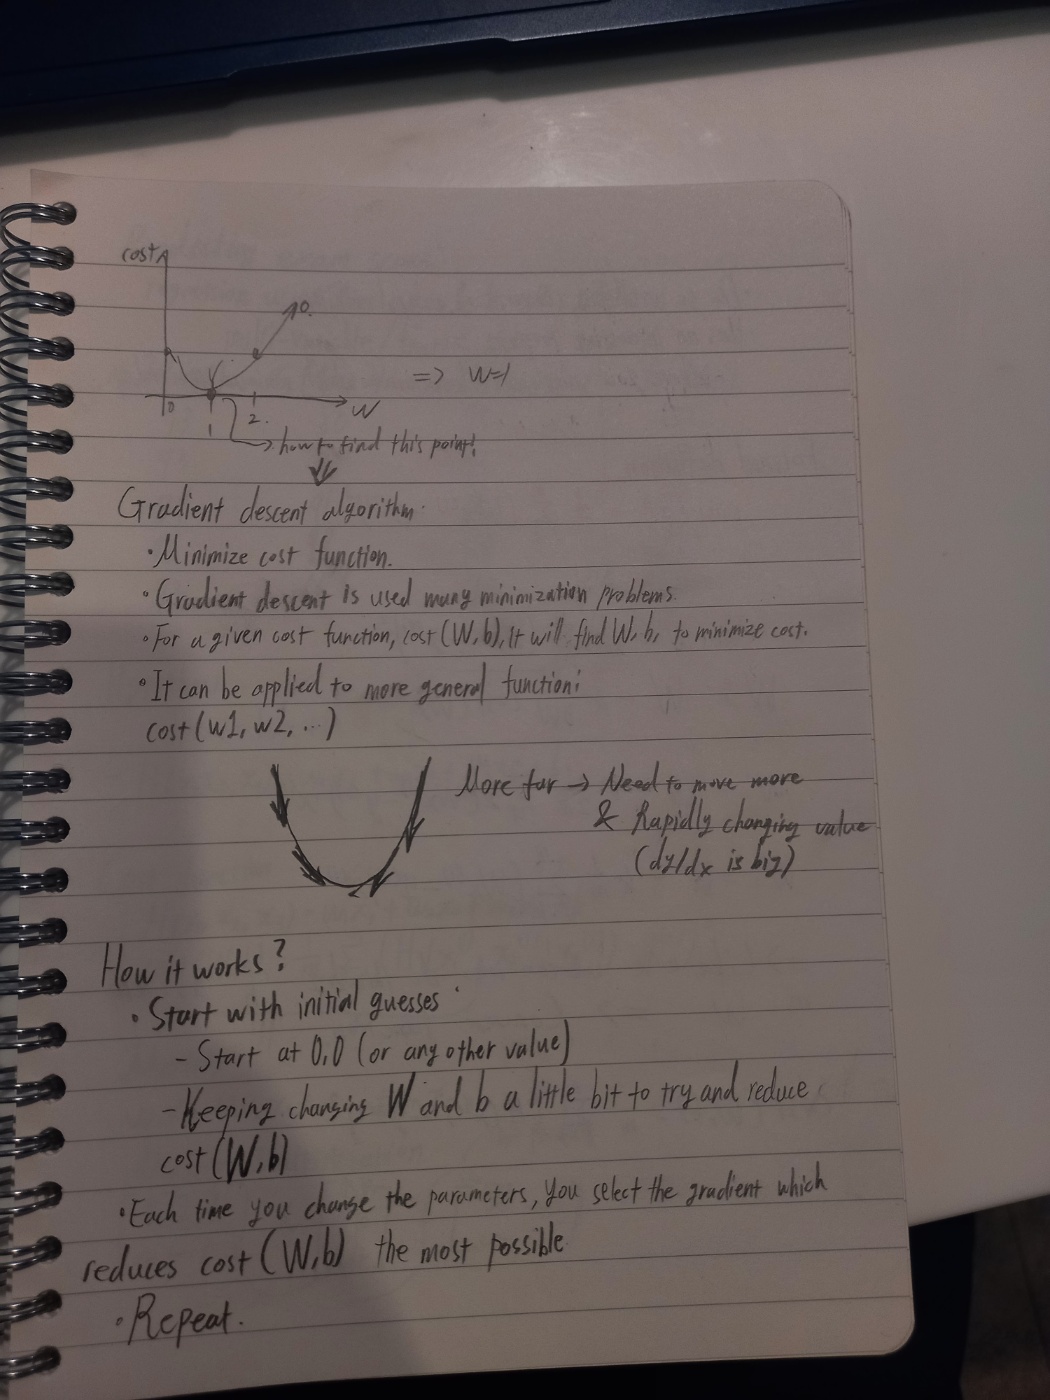 cost
0
1
2.
W
=> W=1
→ how to find this point!
Gradient descent algorithm.
• Minimize cost function.
• Gradient descent is used many minimization problems.
• For a given cost function, cost (W,b), it will find W, b, to minimize cost.
• It can be applied to more general function:
cost (w1, w2, ...)
More far → Need to move more
& Rapidly changing value
(dy/dx is big)
How it works?
• Start with initial guesses
- Start at 0,0 (or any other value)
- Keeping changing W and b a little bit to try and reduce
cost (W,b)
• Each time you change the parameters, you select the gradient which
reduces cost (W,b) the most possible
• Repeat.